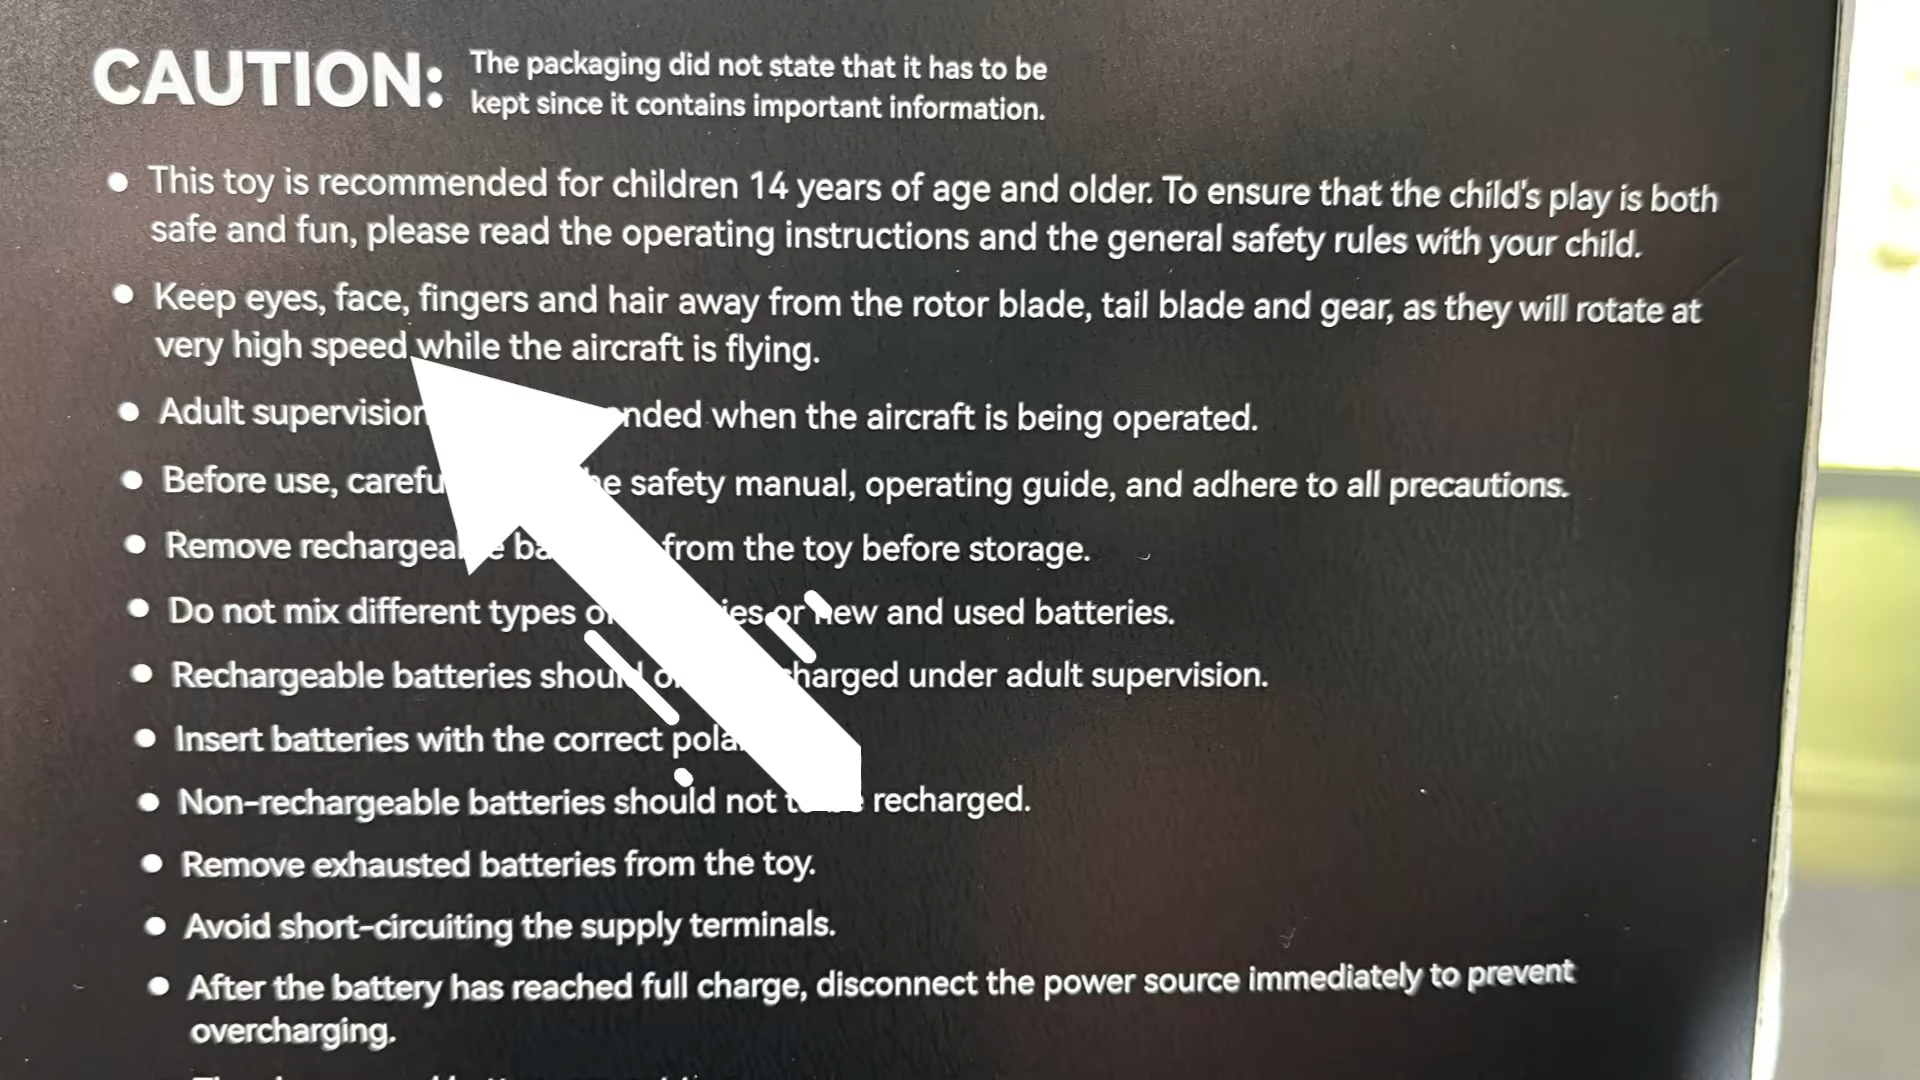 CAUTION: The packaging did not state that it has to be
kept since it contains important information.
• This toy is recommended for children 14 years of age and older. To ensure that the child's play is both
safe and fun, please read the operating instructions and the general safety rules with your child.
• Keep eyes, face, fingers and hair away from the rotor blade, tail blade and gear, as they will rotate at
very high speed while the aircraft is flying.
• Adult supervision when the aircraft is being operated.
• Before use, safety manual, operating guide, and adhere to all precautions.
• Remove from the toy before storage.
• Do not mix different types or new and used batteries.
• Rechargeable batteries should under adult supervision.
• Insert batteries with the correct
• Non-rechargeable batteries should not recharged.
• Remove exhausted batteries from the toy.
• Avoid short-circuiting the supply terminals.
• After the battery has reached full charge, disconnect the power source immediately to prevent
overcharging.